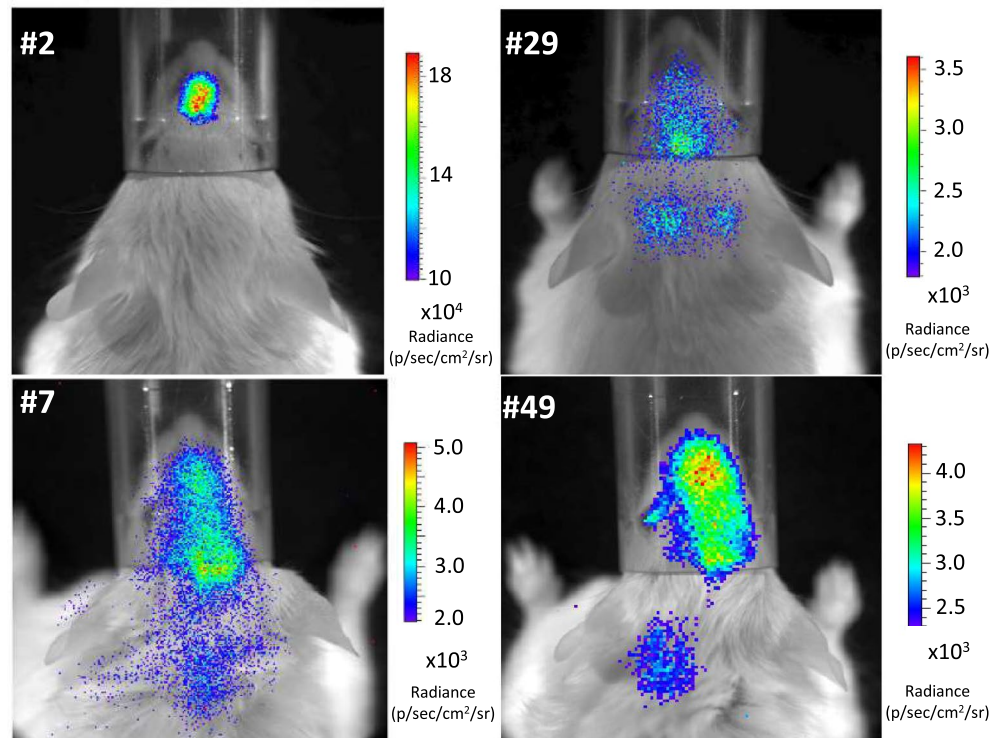 #2
18
14
10
x10⁴
Radiance
(p/sec/cm²/sr)
#29
3.5
3.0
2.5
2.0
x10³
Radiance
(p/sec/cm²/sr)
#7
5.0
4.0
3.0
2.0
x10³
Radiance
(p/sec/cm²/sr)
#49
4.0
3.5
3.0
2.5
x10³
Radiance
(p/sec/cm²/sr)